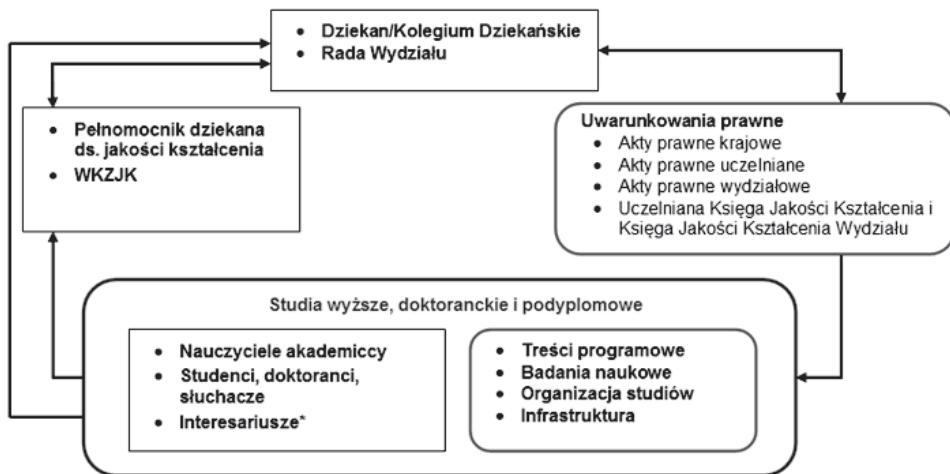 • Dziekan/Kolegium Dziekańskie
• Rada Wydziału
• Pełnomocnik dziekana
ds. jakości kształcenia
• WKZJK
Uwarunkowania prawne
• Akty prawne krajowe
• Akty prawne uczelniane
• Akty prawne wydziałowe
• Uczelniana Księga Jakości Kształcenia i
Księga Jakości Kształcenia Wydziału
Studia wyższe, doktoranckie i podyplomowe
• Nauczyciele akademiccy
• Studenci, doktoranci,
słuchacze
• Interesariusze*
• Treści programowe
• Badania naukowe
• Organizacja studiów
• Infrastruktura